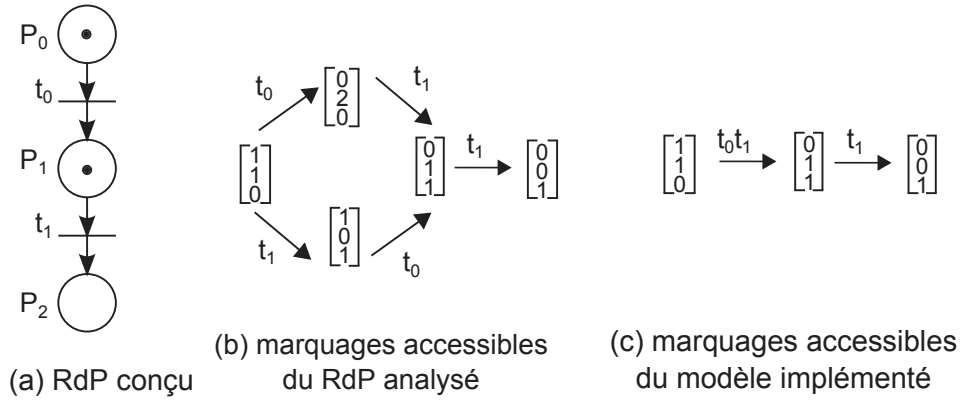 P0
t0
P1
t1
P2
(a) RdP conçu
t0
[0 2 0]
t1
[1 1 0]
[0 1 1]
t1
[0 0 1]
t1
[1 0 1]
t0
(b) marquages accessibles
du RdP analysé
[1 1 0]
t0t1
[0 1 1]
t1
[0 0 1]
(c) marquages accessibles
du modèle implémenté